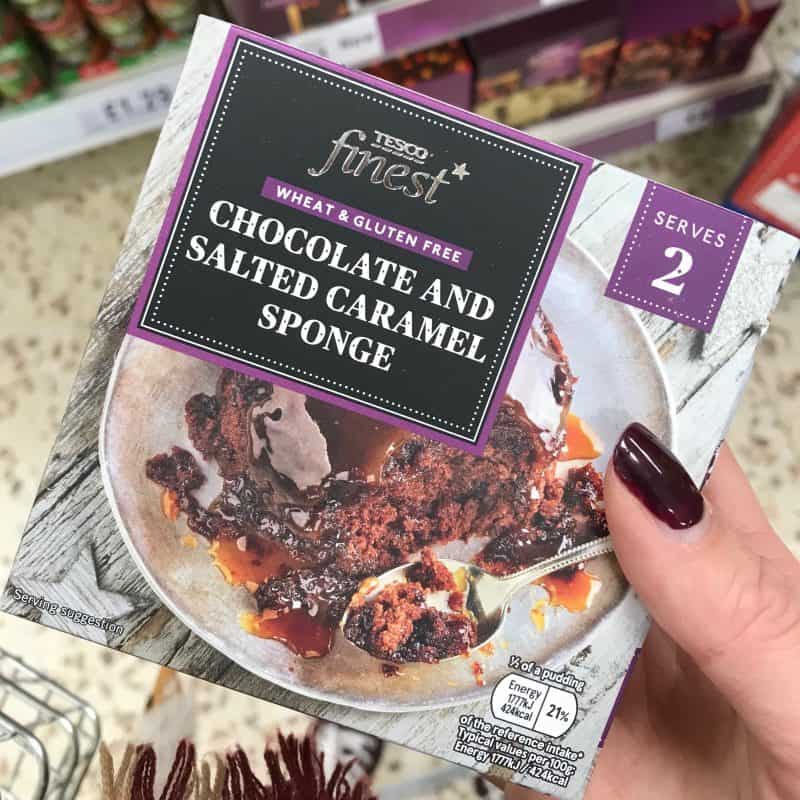 £1.29
TESCO
finest
WHEAT & GLUTEN FREE
CHOCOLATE AND
SALTED CARAMEL
SPONGE
SERVES
2
Serving suggestion
½ of a pudding
Energy
1777kJ
424kcal
21%
of the reference intake*
Typical values per 100g:
Energy 1777kJ / 424kcal